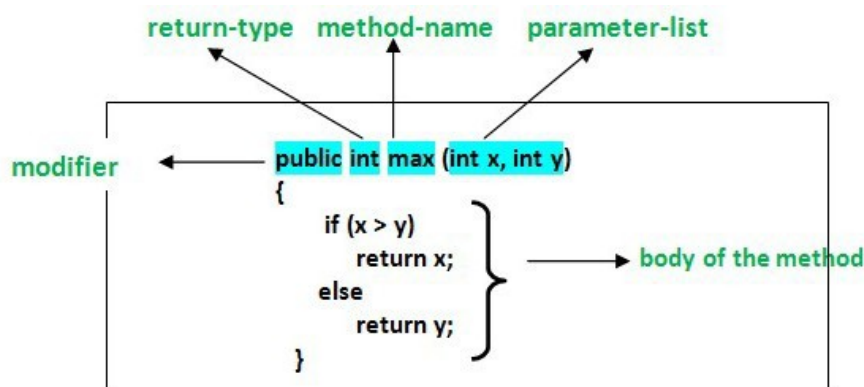 return-type method-name parameter-list
modifier public int max (int x, int y)
{
if (x > y)
return x;
else
return y;
}
body of the method